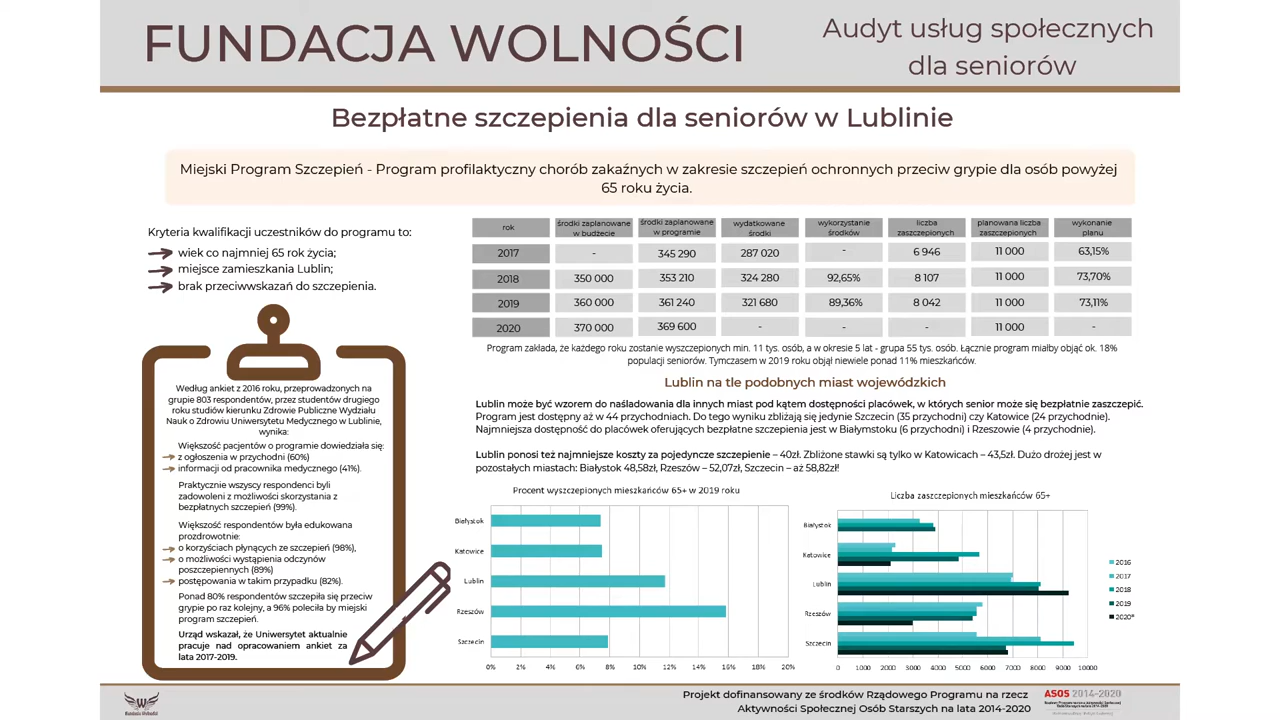 FUNDACJA WOLNOŚCI
Audyt usług społecznych
dla seniorów
Bezpłatne szczepienia dla seniorów w Lublinie
Miejski Program Szczepień - Program profilaktyczny chorób zakaźnych w zakresie szczepień ochronnych przeciw grypie dla osób powyżej
65 roku życia.
Kryteria kwalifikacji uczestników do programu to:
wiek co najmniej 65 rok życia;
miejsce zamieszkania Lublin;
brak przeciwwskazań do szczepienia.
Według ankiet z 2016 roku, przeprowadzonych na
grupie 803 respondentów, przez studentów drugiego
roku studiów kierunku Zdrowie Publiczne Wydziału
Nauk o Zdrowiu Uniwersytetu Medycznego w Lublinie,
wynika:
Większość pacjentów o programie dowiedziała się:
z ogłoszenia w przychodni (60%)
informacji od pracownika medycznego (41%).
Praktycznie wszyscy respondenci byli
zadowoleni z możliwości skorzystania z
bezpłatnych szczepień (99%).
Większość respondentów była edukowana
prozdrowotnie:
o korzyściach płynących ze szczepień (98%),
o możliwości wystąpienia odczynów
poszczepiennych (89%)
postępowania w takim przypadku (82%).
Ponad 80% respondentów szczepiła się przeciw
grypie po raz kolejny, a 96% poleciła by miejski
program szczepień.
Urząd wskazał, że Uniwersytet aktualnie
pracuje nad opracowaniem ankiet za
lata 2017-2019.
rok środki zaplanowane w budżecie środki zaplanowane w programie wydatkowane środki wykorzystanie środków liczba zaszczepionych planowana liczba zaszczepionych wykonanie planu
2017 - 345 290 287 020 - 6 946 11 000 63,15%
2018 350 000 353 210 324 280 92,65% 8 107 11 000 73,70%
2019 360 000 361 240 321 680 89,36% 8 042 11 000 73,11%
2020 370 000 369 600 - - - 11 000 -
Program zakłada, że każdego roku zostanie wyszczepionych min. 11 tys. osób, a w okresie 5 lat - grupa 55 tys. osób. Łącznie program miałby objąć ok. 18%
populacji seniorów. Tymczasem w 2019 roku objął niewiele ponad 11% mieszkańców.
Lublin na tle podobnych miast wojewódzkich
Lublin może być wzorem do naśladowania dla innych miast pod kątem dostępności placówek, w których senior może się bezpłatnie zaszczepić.
Program jest dostępny aż w 44 przychodniach. Do tego wyniku zbliżają się jedynie Szczecin (35 przychodni) czy Katowice (24 przychodnie).
Najmniejsza dostępność do placówek oferujących bezpłatne szczepienia jest w Białymstoku (6 przychodni) i Rzeszowie (4 przychodnie).
Lublin ponosi też najmniejsze koszty za pojedyncze szczepienie – 40zł. Zbliżone stawki są tylko w Katowicach – 43,5zł. Dużo drożej jest w
pozostałych miastach: Białystok 48,58zł, Rzeszów – 52,07zł, Szczecin – aż 58,82zł!
Procent wyszczepionych mieszkańców 65+ w 2019 roku
Białystok
Katowice
Lublin
Rzeszów
Szczecin
0% 2% 4% 6% 8% 10% 12% 14% 16% 18% 20%
Liczba zaszczepionych mieszkańców 65+
Białystok
Katowice
Lublin
Rzeszów
Szczecin
0 1000 2000 3000 4000 5000 6000 7000 8000 9000 10000
2016
2017
2018
2019
2020*
Projekt dofinansowany ze środków Rządowego Programu na rzecz
Aktywności Społecznej Osób Starszych na lata 2014-2020
ASOS 2014-2020